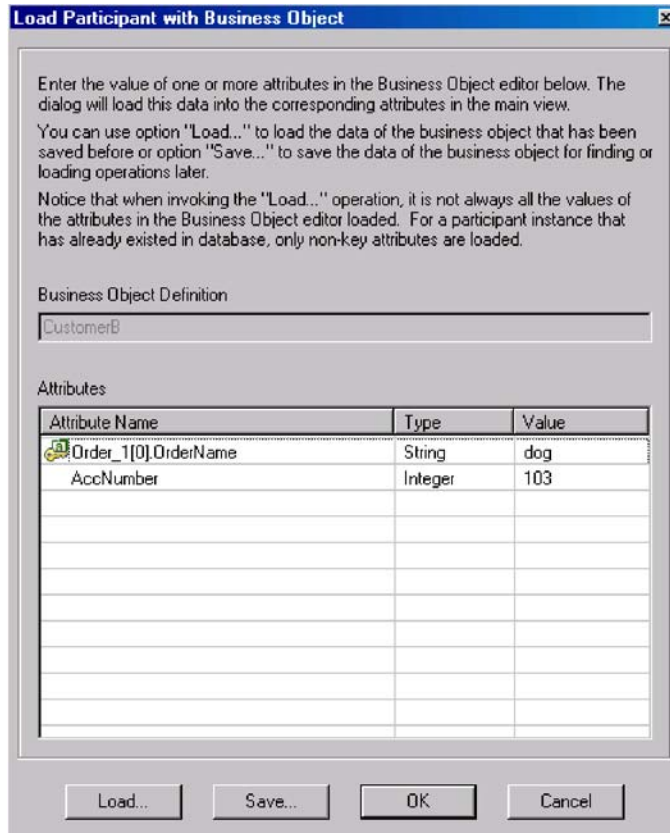 Load Participant with Business Object
Enter the value of one or more attributes in the Business Object editor below. The
dialog will load this data into the corresponding attributes in the main view.
You can use option "Load..." to load the data of the business object that has been
saved before or option "Save..." to save the data of the business object for finding or
loading operations later.
Notice that when invoking the "Load..." operation, it is not always all the values of
the attributes in the Business Object editor loaded. For a participant instance that
has already existed in database, only non-key attributes are loaded.
Business Object Definition
CustomerB
Attributes
Attribute Name Type Value
Order_1[0].OrderName String dog
AccNumber Integer 103
Load... Save... OK Cancel